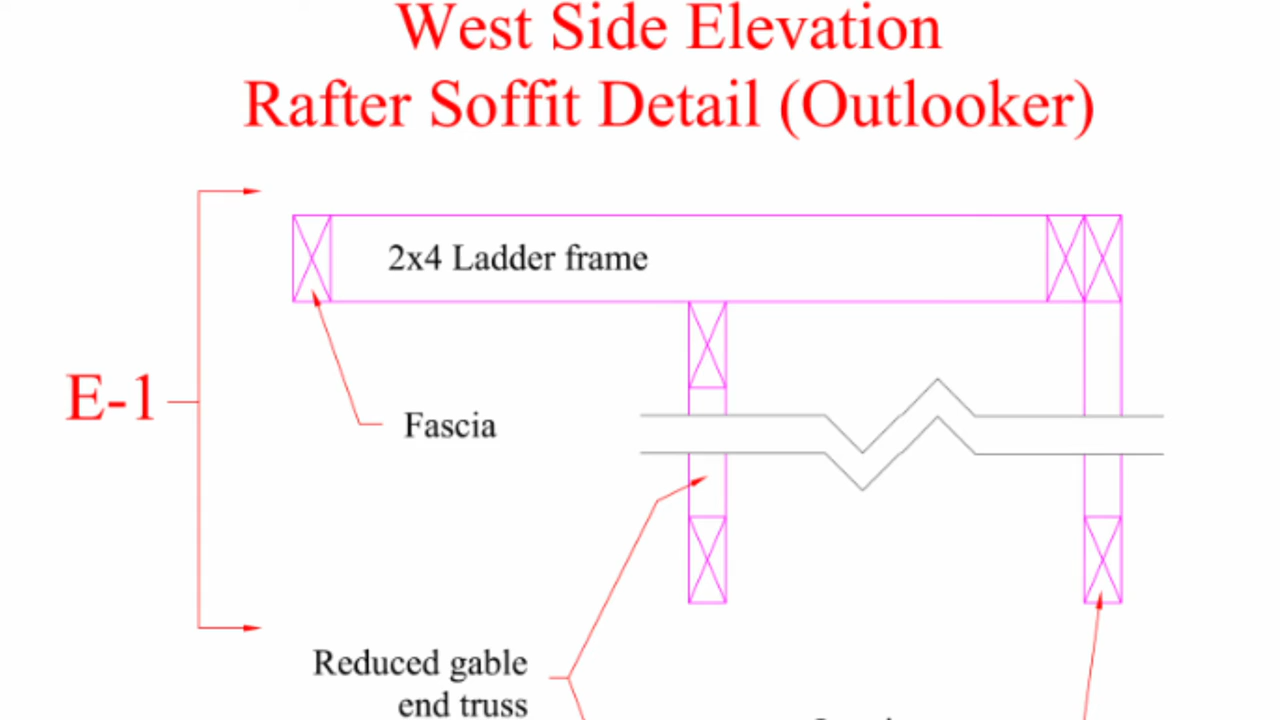 West Side Elevation
Rafter Soffit Detail (Outlooker)
2x4 Ladder frame
E-1
Fascia
Reduced gable
end truss